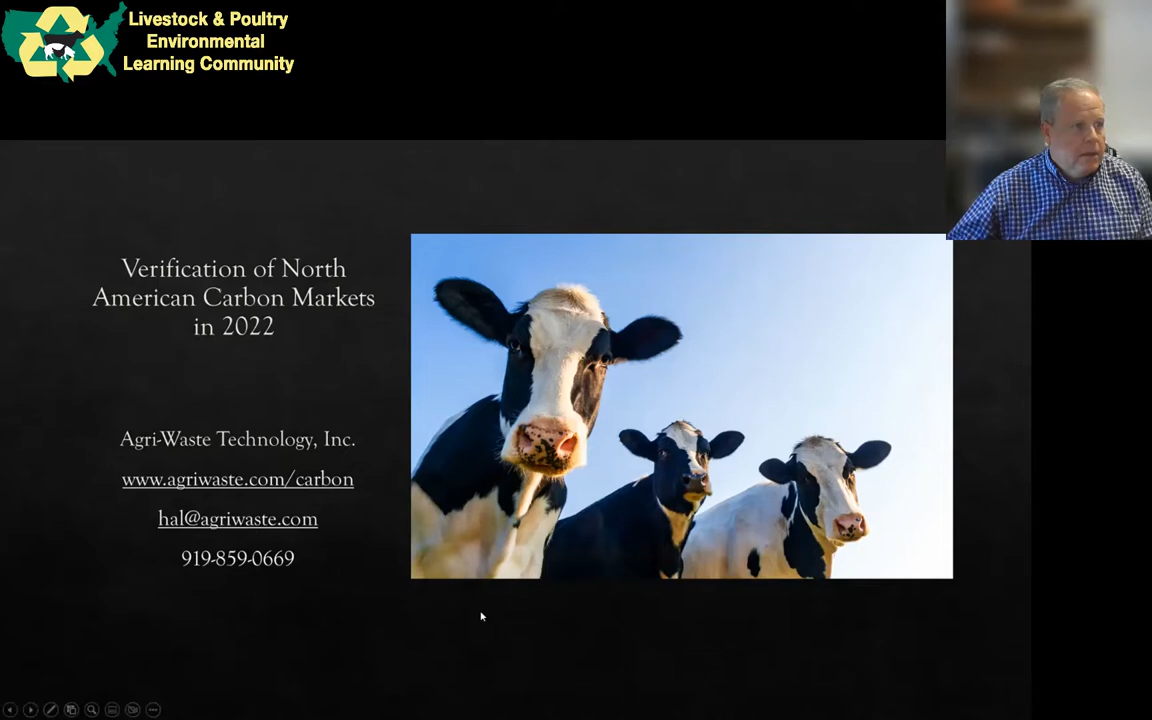 Livestock & Poultry
Environmental
Learning Community
Verification of North
American Carbon Markets
in 2022
Agri-Waste Technology, Inc.
www.agriwaste.com/carbon
hal@agriwaste.com
919-859-0669